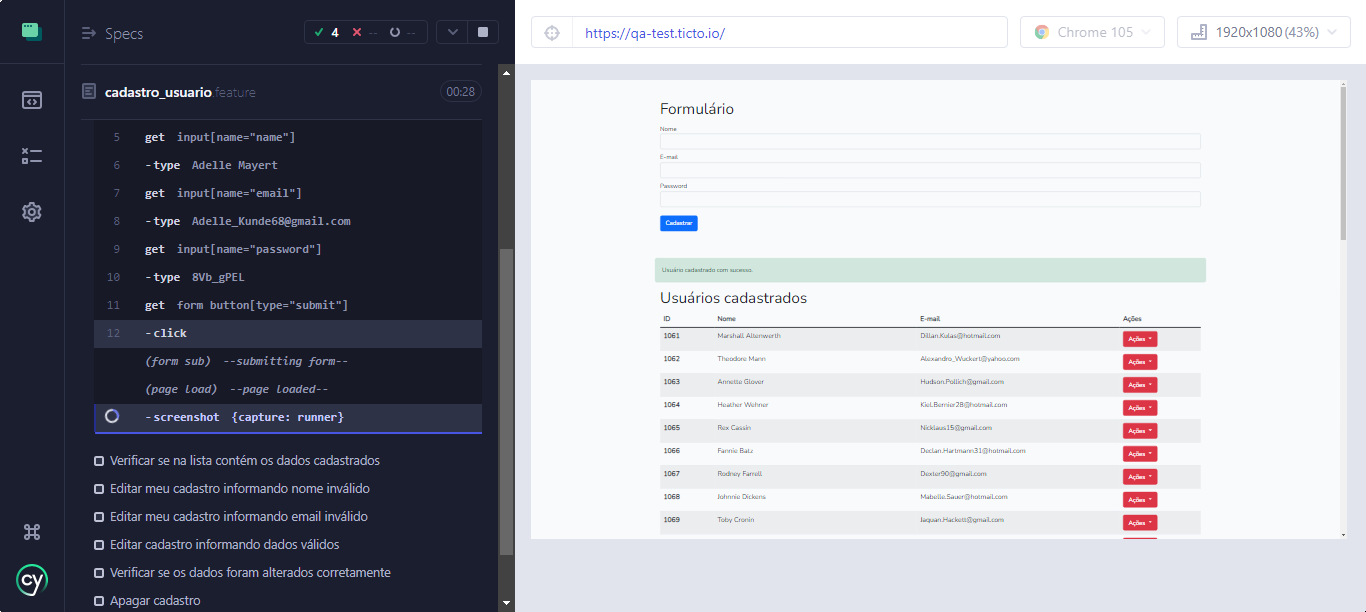 Specs
4 -- --
cadastro_usuario.feature 00:28
5 get input[name="name"]
6 -type Adelle Mayert
7 get input[name="email"]
8 -type Adelle_Kunde68@gmail.com
9 get input[name="password"]
10 -type 8Vb_gPEL
11 get form button[type="submit"]
12 -click
(form sub) --submitting form--
(page load) --page loaded--
-screenshot {capture: runner}
Verificar se na lista contém os dados cadastrados
Editar meu cadastro informando nome inválido
Editar meu cadastro informando email inválido
Editar cadastro informando dados válidos
Verificar se os dados foram alterados corretamente
Apagar cadastro
cy
https://qa-test.ticto.io/
Chrome 105
1920x1080 (43%)
Formulário
Nome
E-mail
Password
Cadastrar
Usuário cadastrado com sucesso.
Usuários cadastrados
ID Nome E-mail Ações
1061 Marshall Altenwerth Dillan.Kulas@hotmail.com Ações
1062 Theodore Mann Alexandro_Wuckert@yahoo.com Ações
1063 Annette Glover Hudson.Pollich@gmail.com Ações
1064 Heather Wehner Kiel.Bernier28@hotmail.com Ações
1065 Rex Cassin Nicklaus15@gmail.com Ações
1066 Fannie Batz Declan.Hartmann31@hotmail.com Ações
1067 Rodney Farrell Dexter90@gmail.com Ações
1068 Johnnie Dickens Mabelle.Sauer@hotmail.com Ações
1069 Toby Cronin Jaquan.Hackett@gmail.com Ações